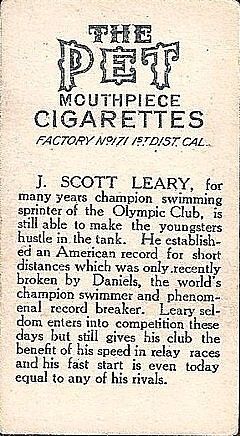 THE
PET
MOUTHPIECE
CIGARETTES
FACTORY Nº171 1ST DIST. CAL.
J. SCOTT LEARY, for
many years champion swimming
sprinter of the Olympic Club, is
still able to make the youngsters
hustle in the tank. He establish-
ed an American record for short
distances which was only recently
broken by Daniels, the world's
champion swimmer and phenom-
enal record breaker. Leary sel-
dom enters into competition these
days but still gives his club the
benefit of his speed in relay races
and his fast start is even today
equal to any of his rivals.